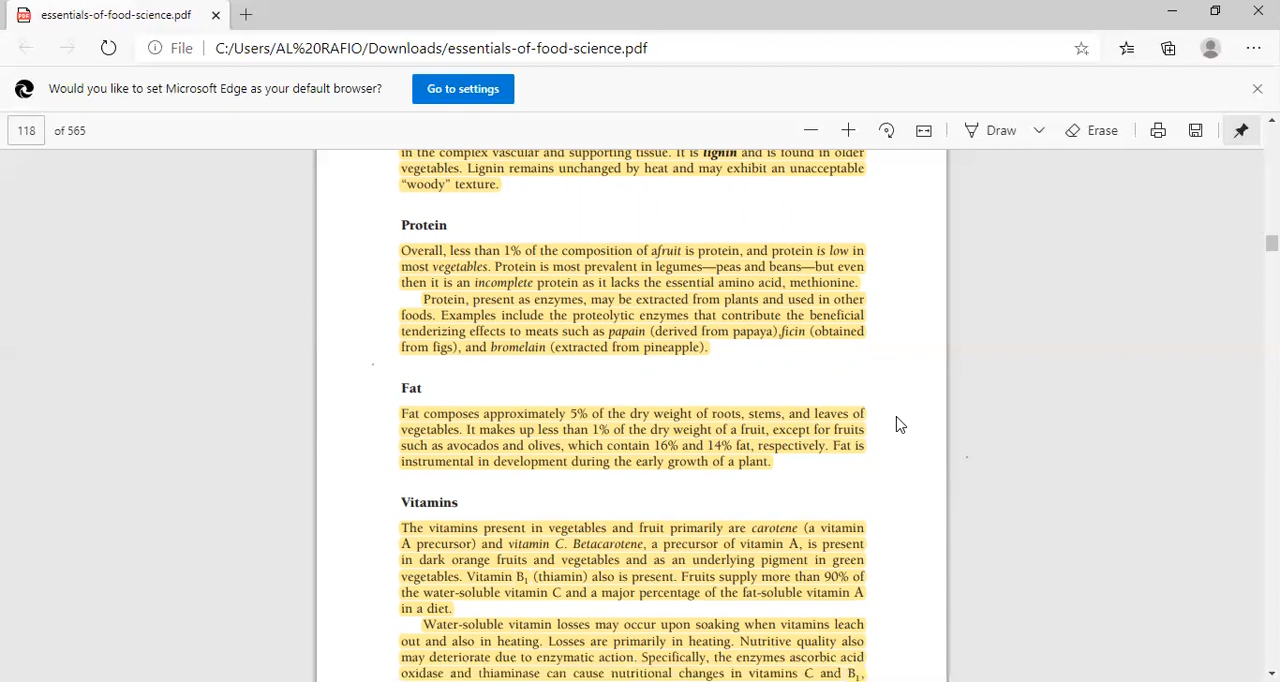 essentials-of-food-science.pdf
File C:/Users/AL%20RAFIO/Downloads/essentials-of-food-science.pdf
Would you like to set Microsoft Edge as your default browser? Go to settings
118 of 565 Draw Erase
in the complex vascular and supporting tissue. It is lignin and is found in older
vegetables. Lignin remains unchanged by heat and may exhibit an unacceptable
“woody” texture.
Protein
Overall, less than 1% of the composition of a fruit is protein, and protein is low in
most vegetables. Protein is most prevalent in legumes—peas and beans—but even
then it is an incomplete protein as it lacks the essential amino acid, methionine.
Protein, present as enzymes, may be extracted from plants and used in other
foods. Examples include the proteolytic enzymes that contribute the beneficial
tenderizing effects to meats such as papain (derived from papaya),ficin (obtained
from figs), and bromelain (extracted from pineapple).
Fat
Fat composes approximately 5% of the dry weight of roots, stems, and leaves of
vegetables. It makes up less than 1% of the dry weight of a fruit, except for fruits
such as avocados and olives, which contain 16% and 14% fat, respectively. Fat is
instrumental in development during the early growth of a plant.
Vitamins
The vitamins present in vegetables and fruit primarily are carotene (a vitamin
A precursor) and vitamin C. Betacarotene, a precursor of vitamin A, is present
in dark orange fruits and vegetables and as an underlying pigment in green
vegetables. Vitamin B1 (thiamin) also is present. Fruits supply more than 90% of
the water-soluble vitamin C and a major percentage of the fat-soluble vitamin A
in a diet.
Water-soluble vitamin losses may occur upon soaking when vitamins leach
out and also in heating. Losses are primarily in heating. Nutritive quality also
may deteriorate due to enzymatic action. Specifically, the enzymes ascorbic acid
oxidase and thiaminase can cause nutritional changes in vitamins C and B1,